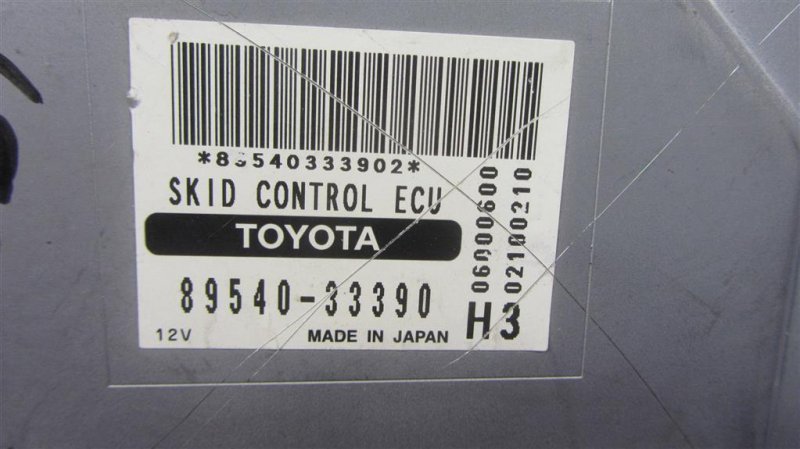 *89540333902*
SKID CONTROL ECU
TOYOTA
89540-33390
12V
MADE IN JAPAN
H3
06000600
02100210